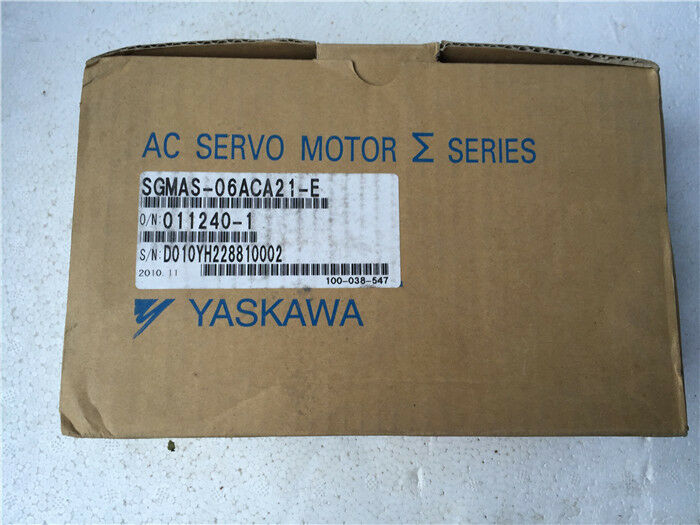 AC SERVO MOTOR Σ SERIES
SGMAS-06ACA21-E
O/N:011240-1
S/N:D010YH228810002
2010.11
100-038-547
YASKAWA